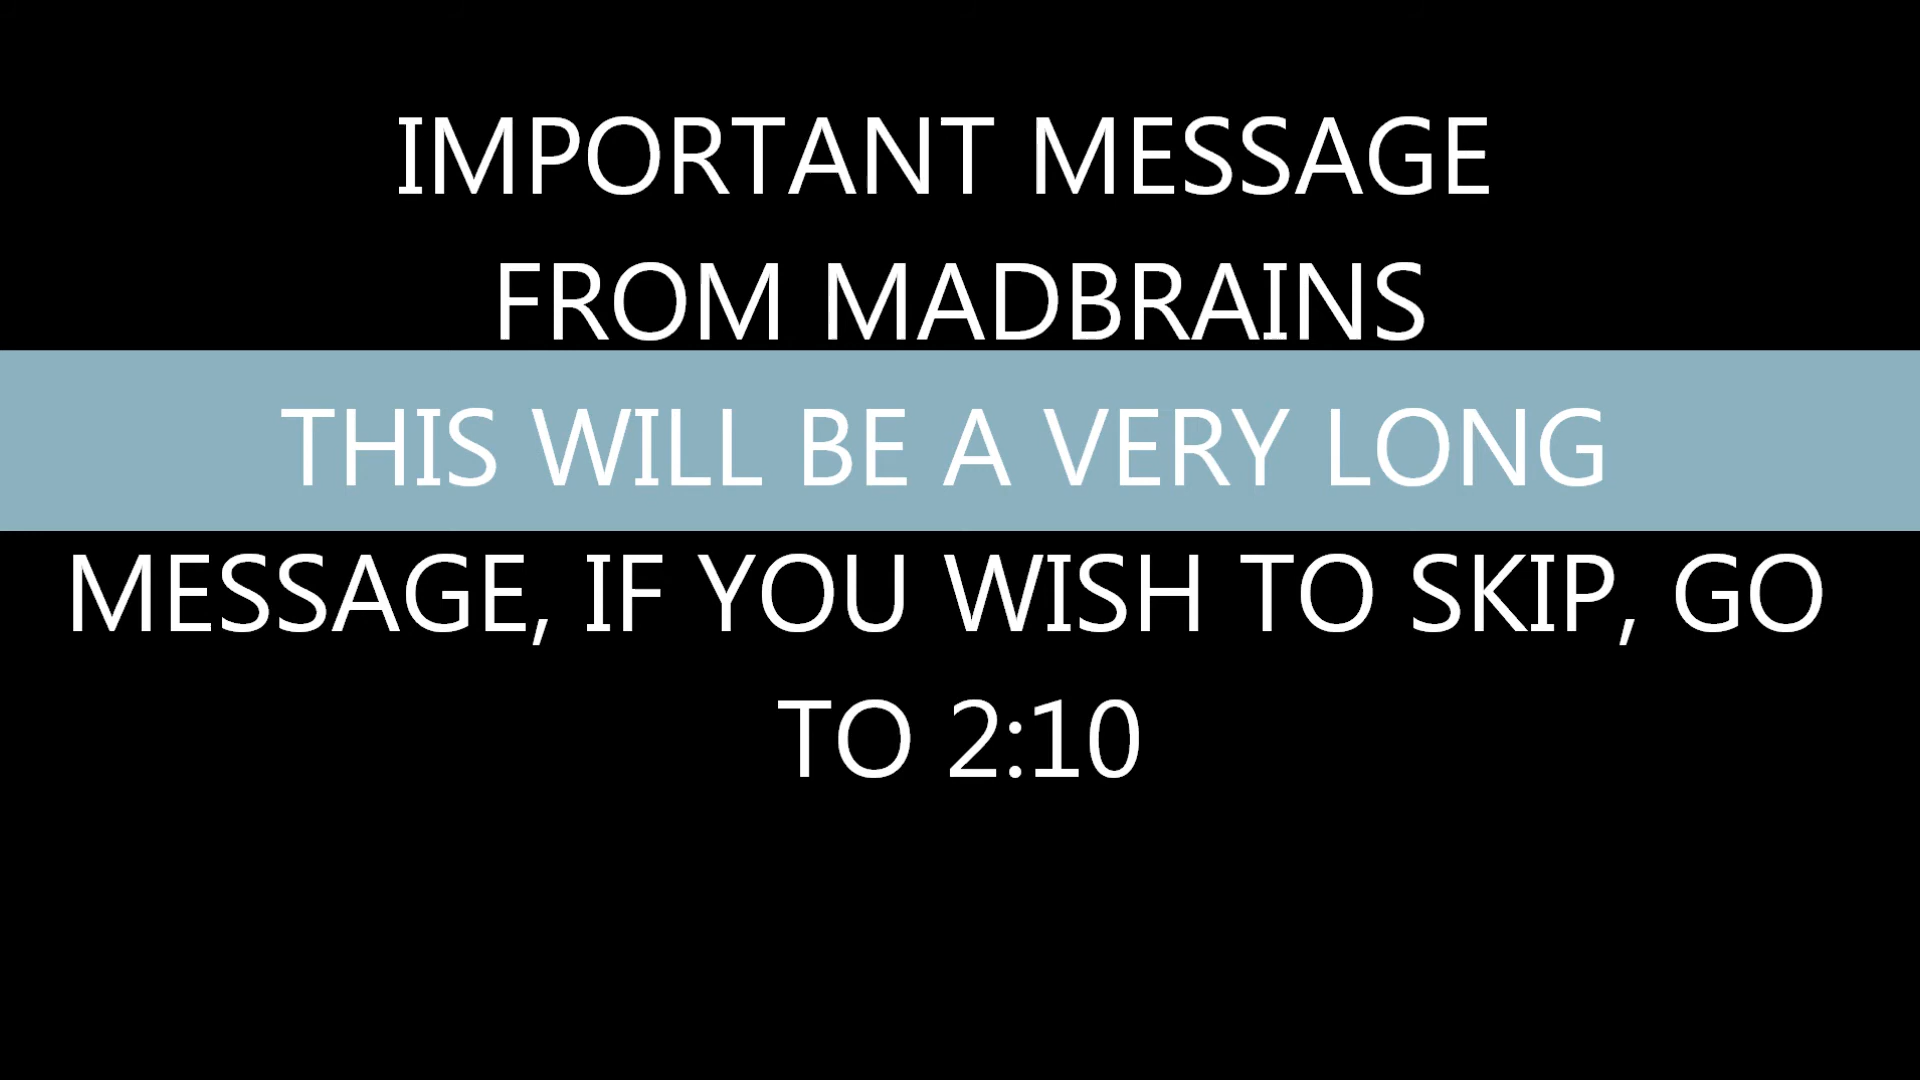 IMPORTANT MESSAGE
FROM MADBRAINS
THIS WILL BE A VERY LONG
MESSAGE, IF YOU WISH TO SKIP, GO
TO 2:10